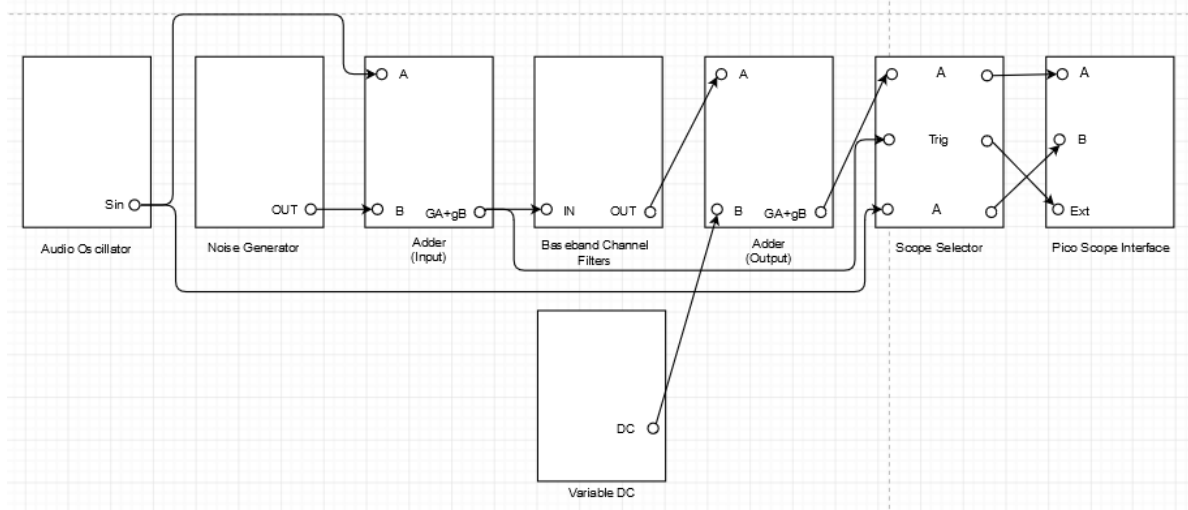 A
A
A
A
Trig
B
Sin
OUT
B
GA+gB
IN
OUT
B
GA+gB
A
Ext
Audio Oscillator
Noise Generator
Adder
(Input)
Baseband Channel
Filters
Adder
(Output)
Scope Selector
Pico Scope Interface
DC
Variable DC